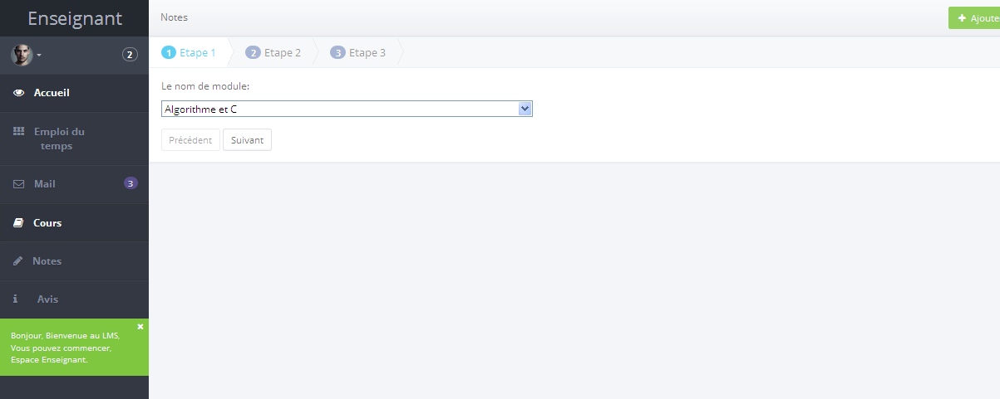 Enseignant
Notes
Ajoute
2
1 Etape 1
2 Etape 2
3 Etape 3
Accueil
Le nom de module:
Algorithme et C
Emploi du
temps
Précédent
Suivant
Mail
3
Cours
Notes
Avis
Bonjour, Bienvenue au LMS,
Vous pouvez commencer,
Espace Enseignant.